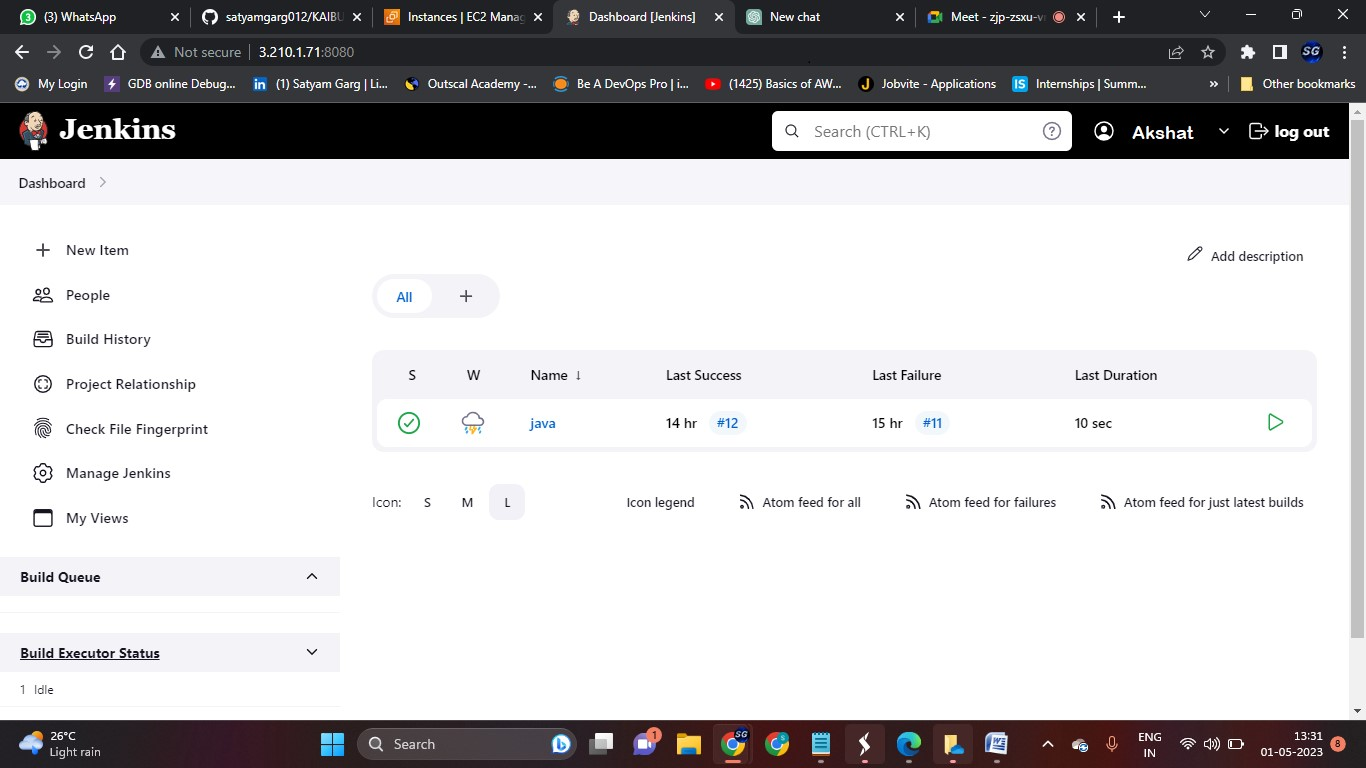 (3) WhatsApp
satyamgarg012/KAIBU
Instances | EC2 Manag
Dashboard [Jenkins]
New chat
Meet - zjp-zsxu-v
Not secure 3.210.1.71:8080
SG
My Login
GDB online Debug...
(1) Satyam Garg | Li...
Outscal Academy -...
Be A DevOps Pro | i...
(1425) Basics of AW...
Jobvite - Applications
Internships | Summ...
»
Other bookmarks
Jenkins
Search (CTRL+K)
Akshat
log out
Dashboard
New Item
People
Build History
Project Relationship
Check File Fingerprint
Manage Jenkins
My Views
Build Queue
Build Executor Status
1 Idle
Add description
All +
S W Name ↓ Last Success Last Failure Last Duration
java 14 hr #12 15 hr #11 10 sec
Icon: S M L Icon legend Atom feed for all Atom feed for failures Atom feed for just latest builds
26°C
Light rain
Search
1
SG
ENG
IN
13:31
01-05-2023
8